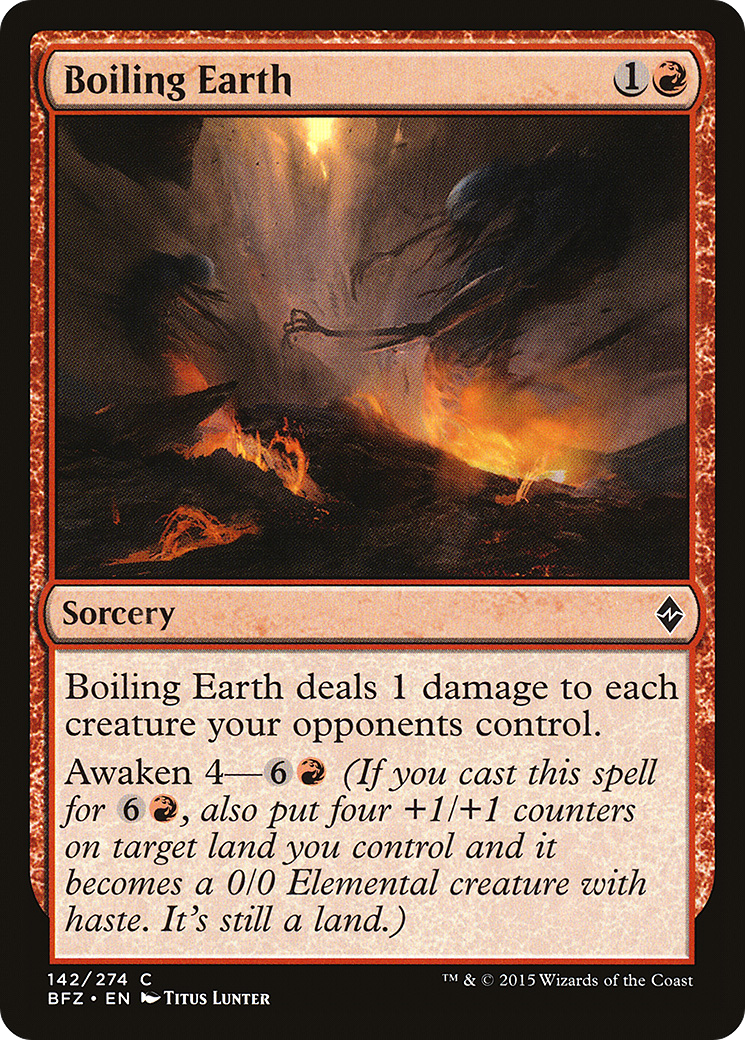 Boiling Earth 1
Sorcery
Boiling Earth deals 1 damage to each
creature your opponents control.
Awaken 4—6 (If you cast this spell
for 6, also put four +1/+1 counters
on target land you control and it
becomes a 0/0 Elemental creature with
haste. It's still a land.)
142/274 C
BFZ • EN Titus Lunter
™ & © 2015 Wizards of the Coast